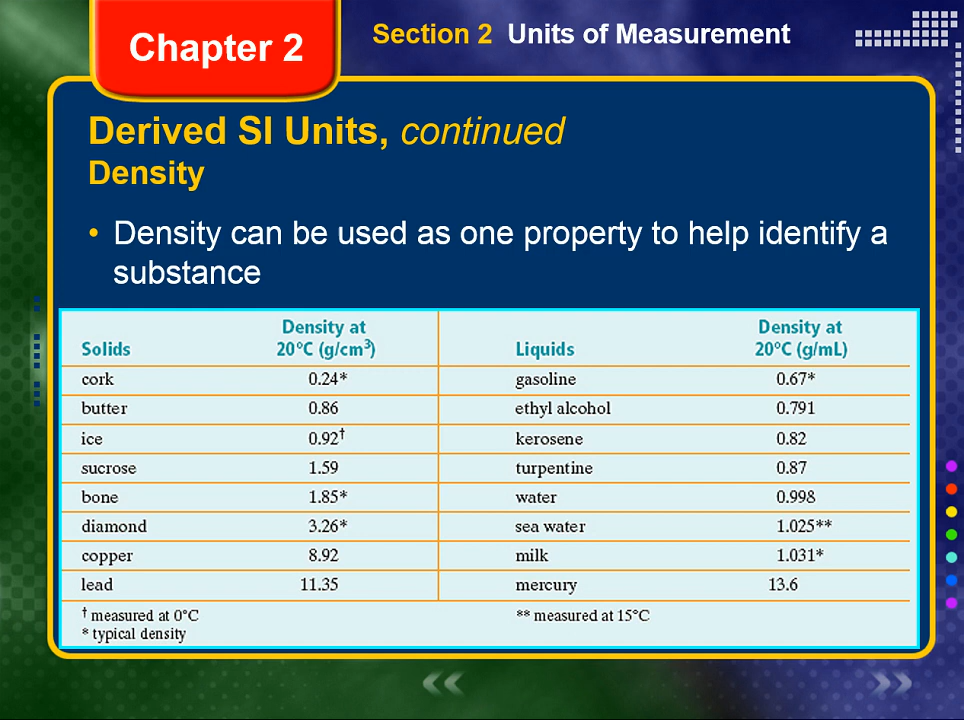 Chapter 2
Section 2 Units of Measurement
Derived SI Units, continued
Density
• Density can be used as one property to help identify a
substance
Solids Density at 20°C (g/cm³) Liquids Density at 20°C (g/mL)
cork 0.24* gasoline 0.67*
butter 0.86 ethyl alcohol 0.791
ice 0.92† kerosene 0.82
sucrose 1.59 turpentine 0.87
bone 1.85* water 0.998
diamond 3.26* sea water 1.025**
copper 8.92 milk 1.031*
lead 11.35 mercury 13.6
† measured at 0°C ** measured at 15°C
* typical density